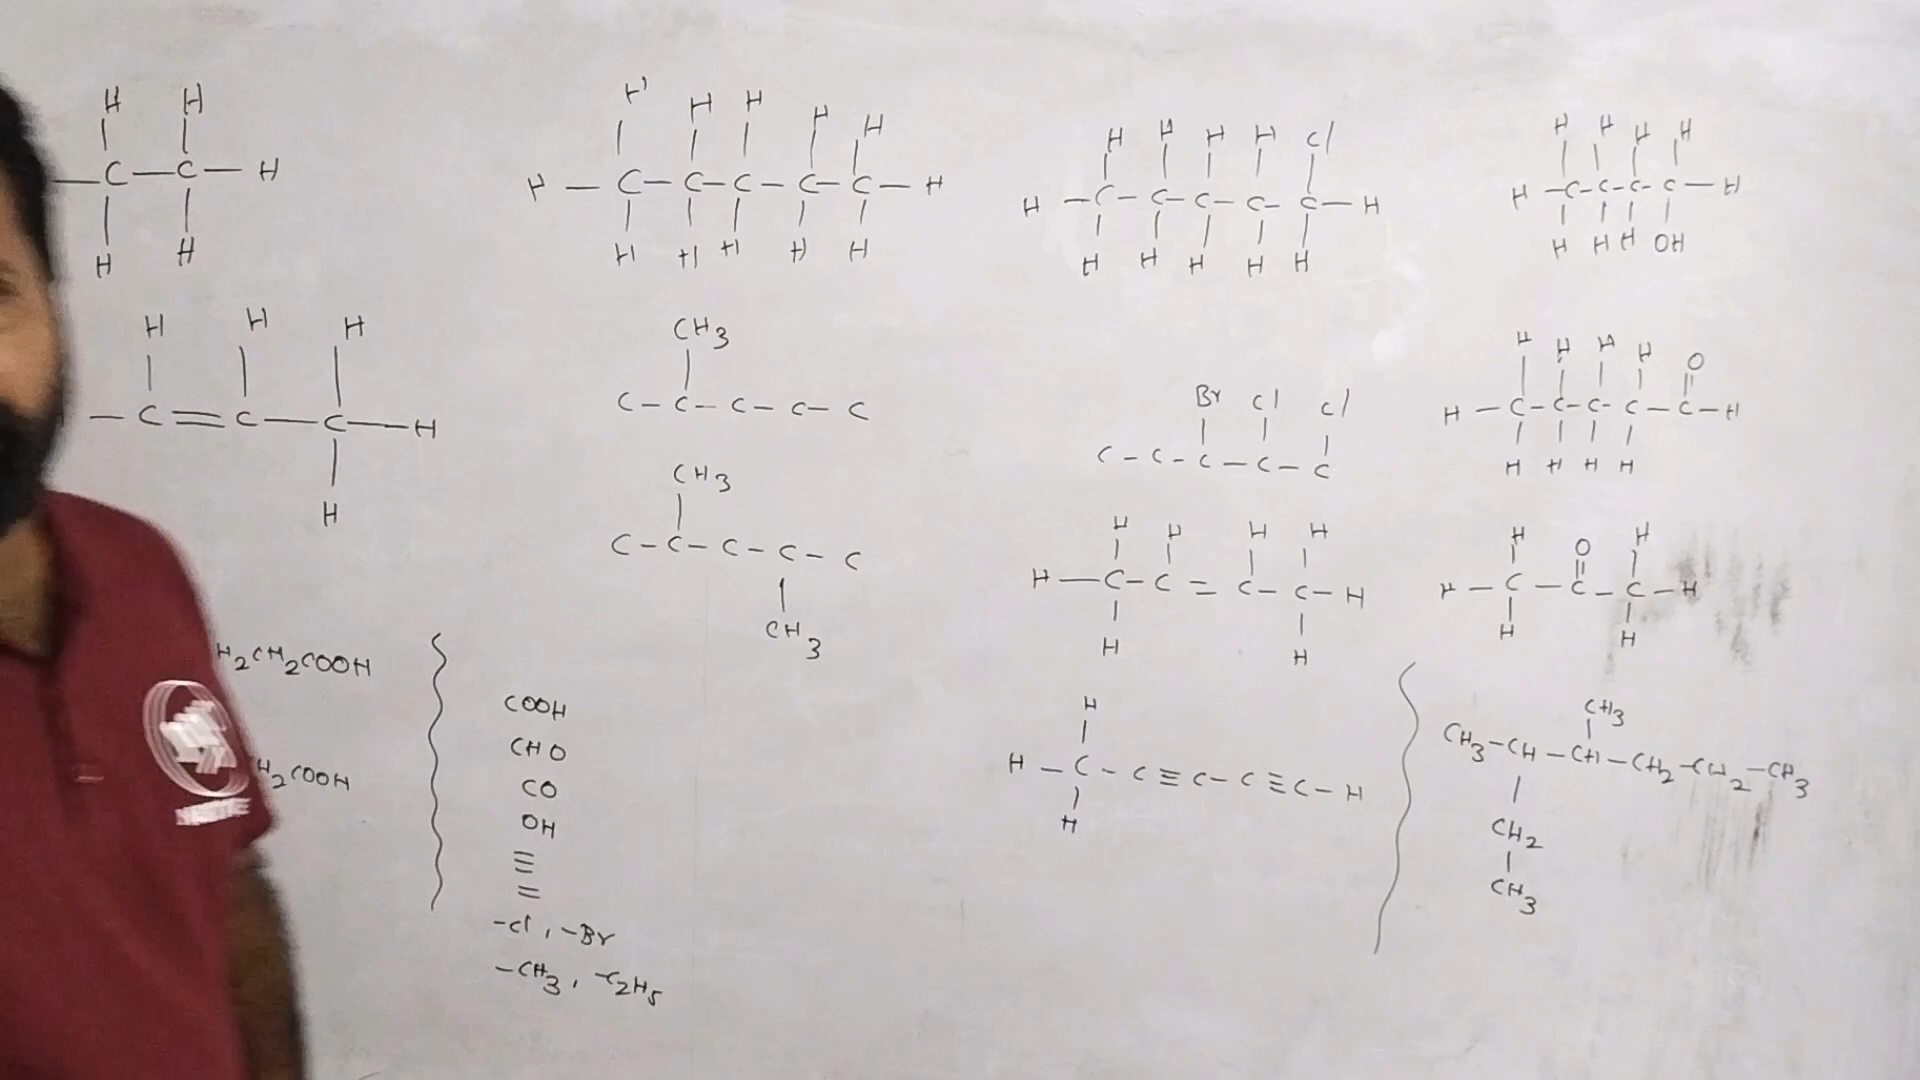 H H
— C — C — H
H H
H H H
— C = C — C — H
H
H2CH2COOH
H2COOH
H H H H H
H — C — C — C — C — C — H
H H H H H
CH3
C - C - C - C - C
CH3
C - C - C - C - C
CH3
COOH
CHO
CO
OH
≡
=
-Cl, -Br
-CH3, -C2H5
H H H H Cl
H — C - C - C - C - C — H
H H H H H
Br Cl Cl
C - C - C - C - C
H H H H
H — C - C = C - C - H
H H
H
H - C - C ≡ C - C ≡ C - H
H
H H H H
H — C - C - C - C — H
H H H OH
H H H H O
H — C - C - C - C - C - H
H H H H
H O H
H - C - C - C - H
H H
CH3
CH3-CH-CH-CH2-CH2-CH3
CH2
CH3